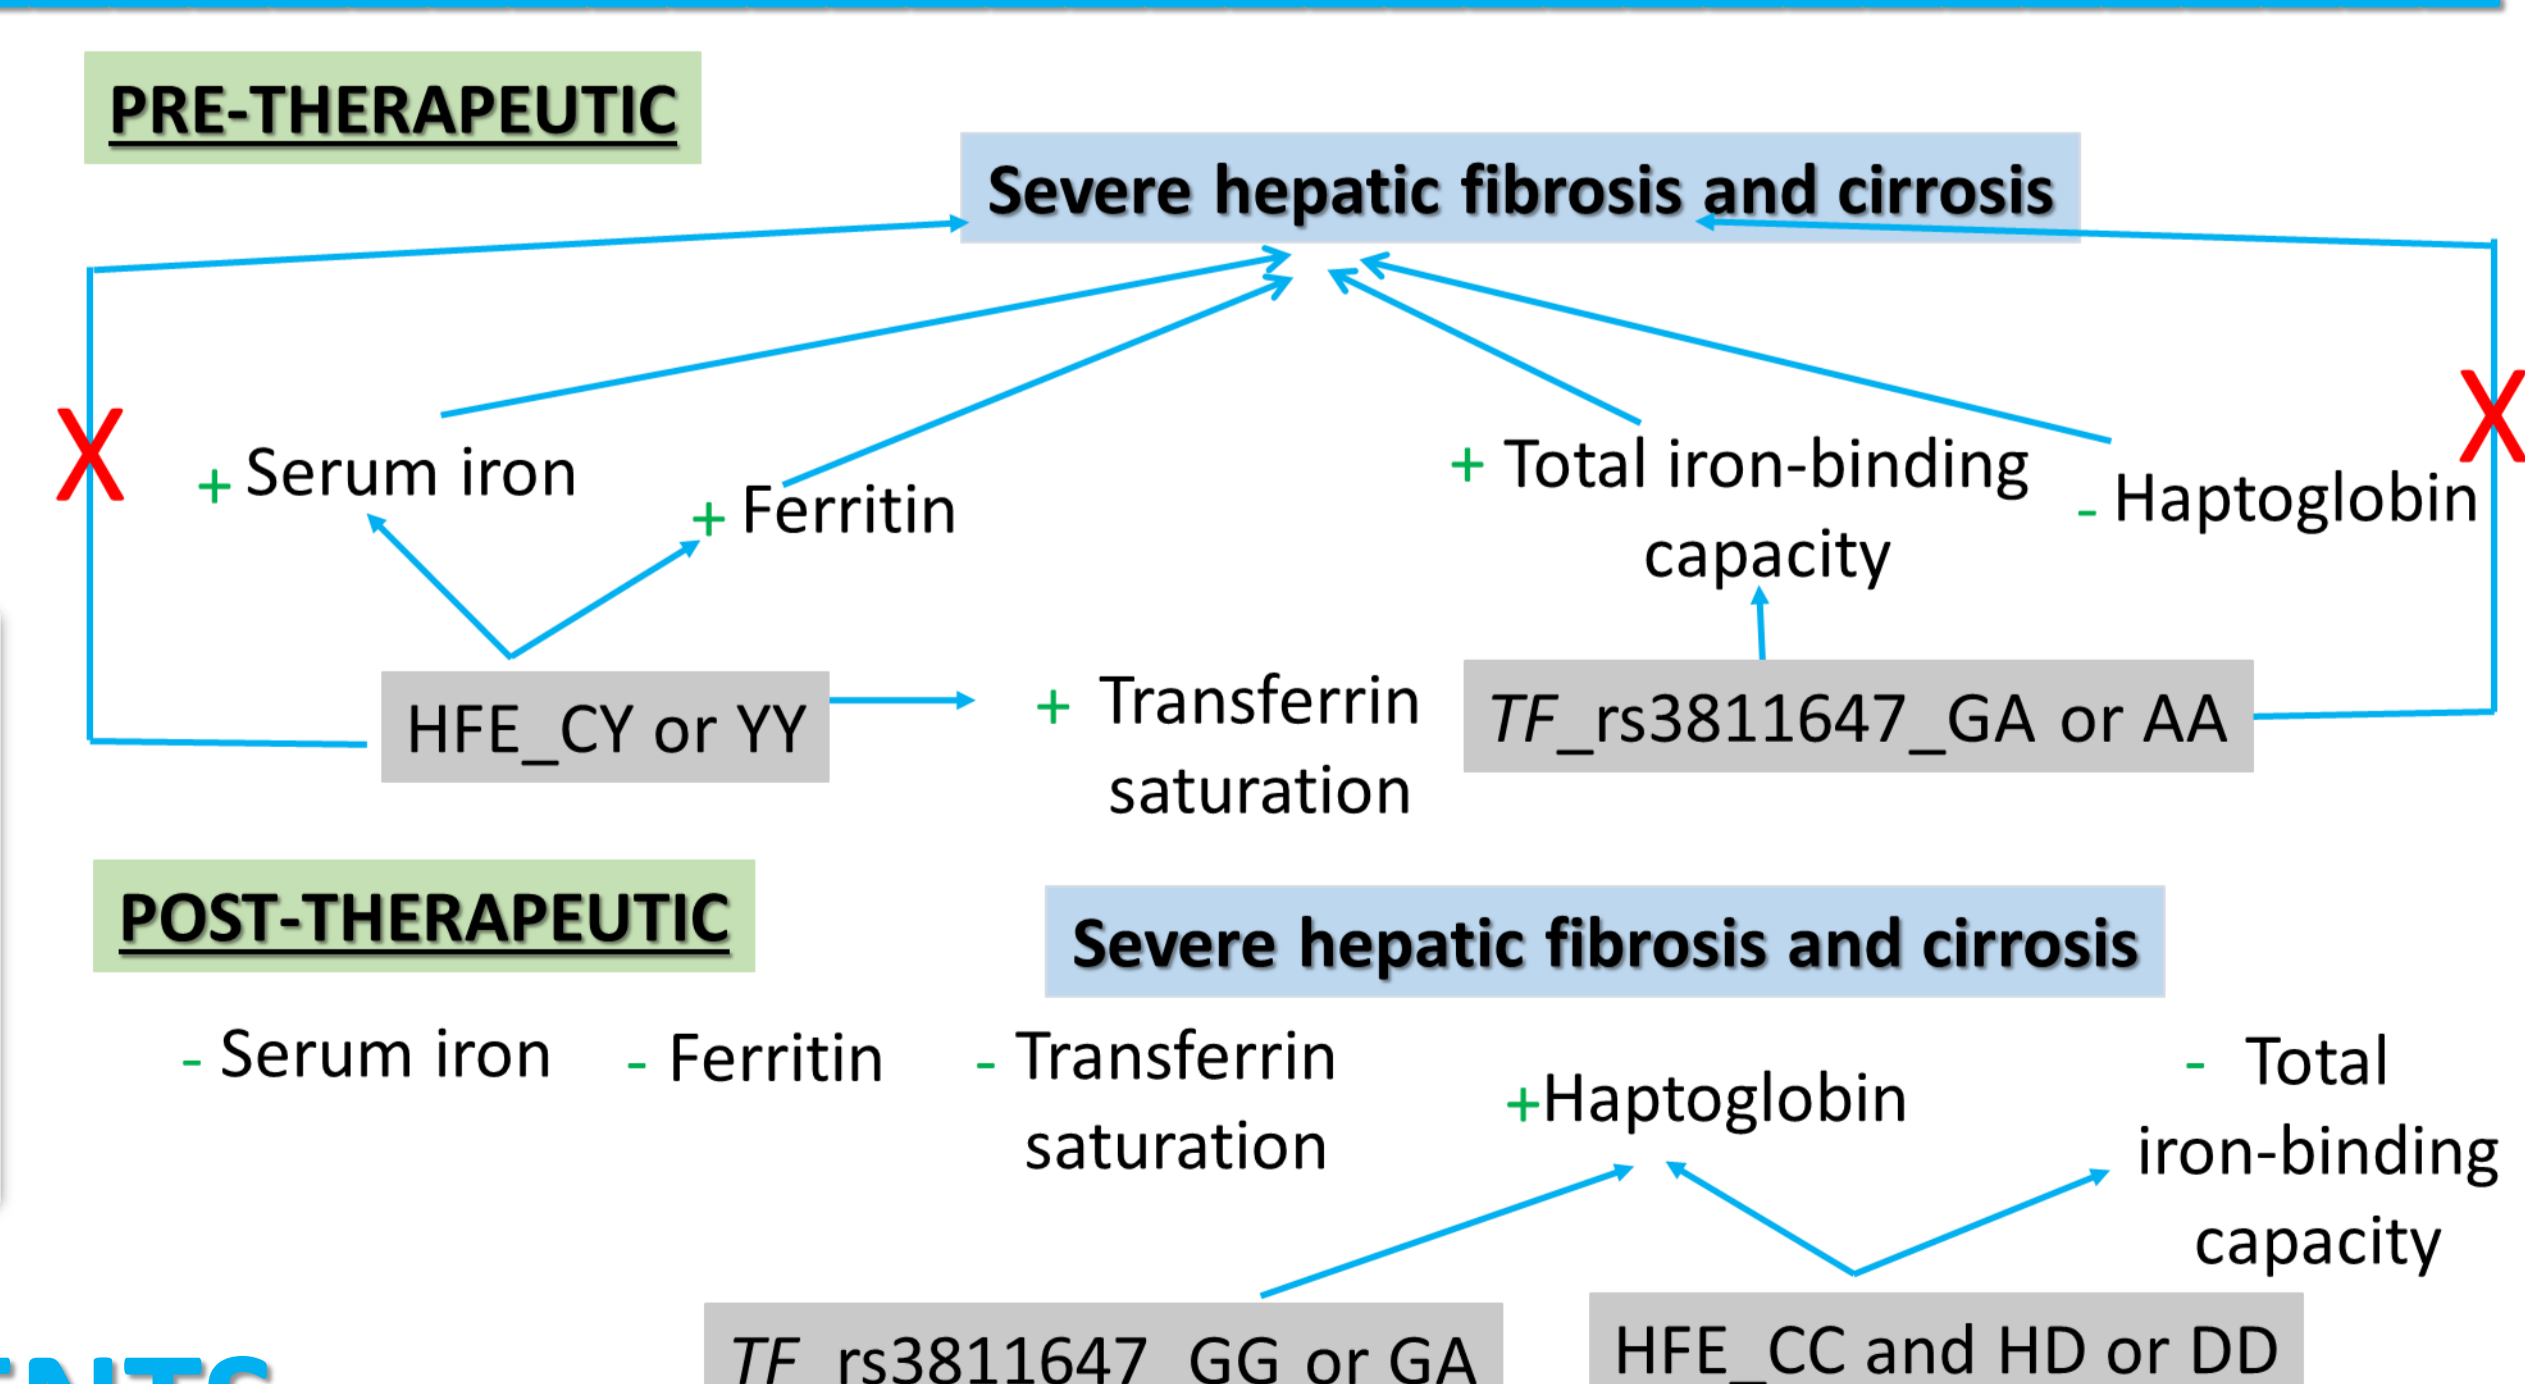 PRE-THERAPEUTIC
Severe hepatic fibrosis and cirrosis
X
X
+ Serum iron
+ Ferritin
+ Total iron-binding
capacity
- Haptoglobin
HFE_CY or YY
+ Transferrin
saturation
TF_rs3811647_GA or AA
POST-THERAPEUTIC
Severe hepatic fibrosis and cirrosis
- Serum iron
- Ferritin
- Transferrin
saturation
+Haptoglobin
- Total
iron-binding
capacity
TF_rs3811647_GG or GA
HFE_CC and HD or DD